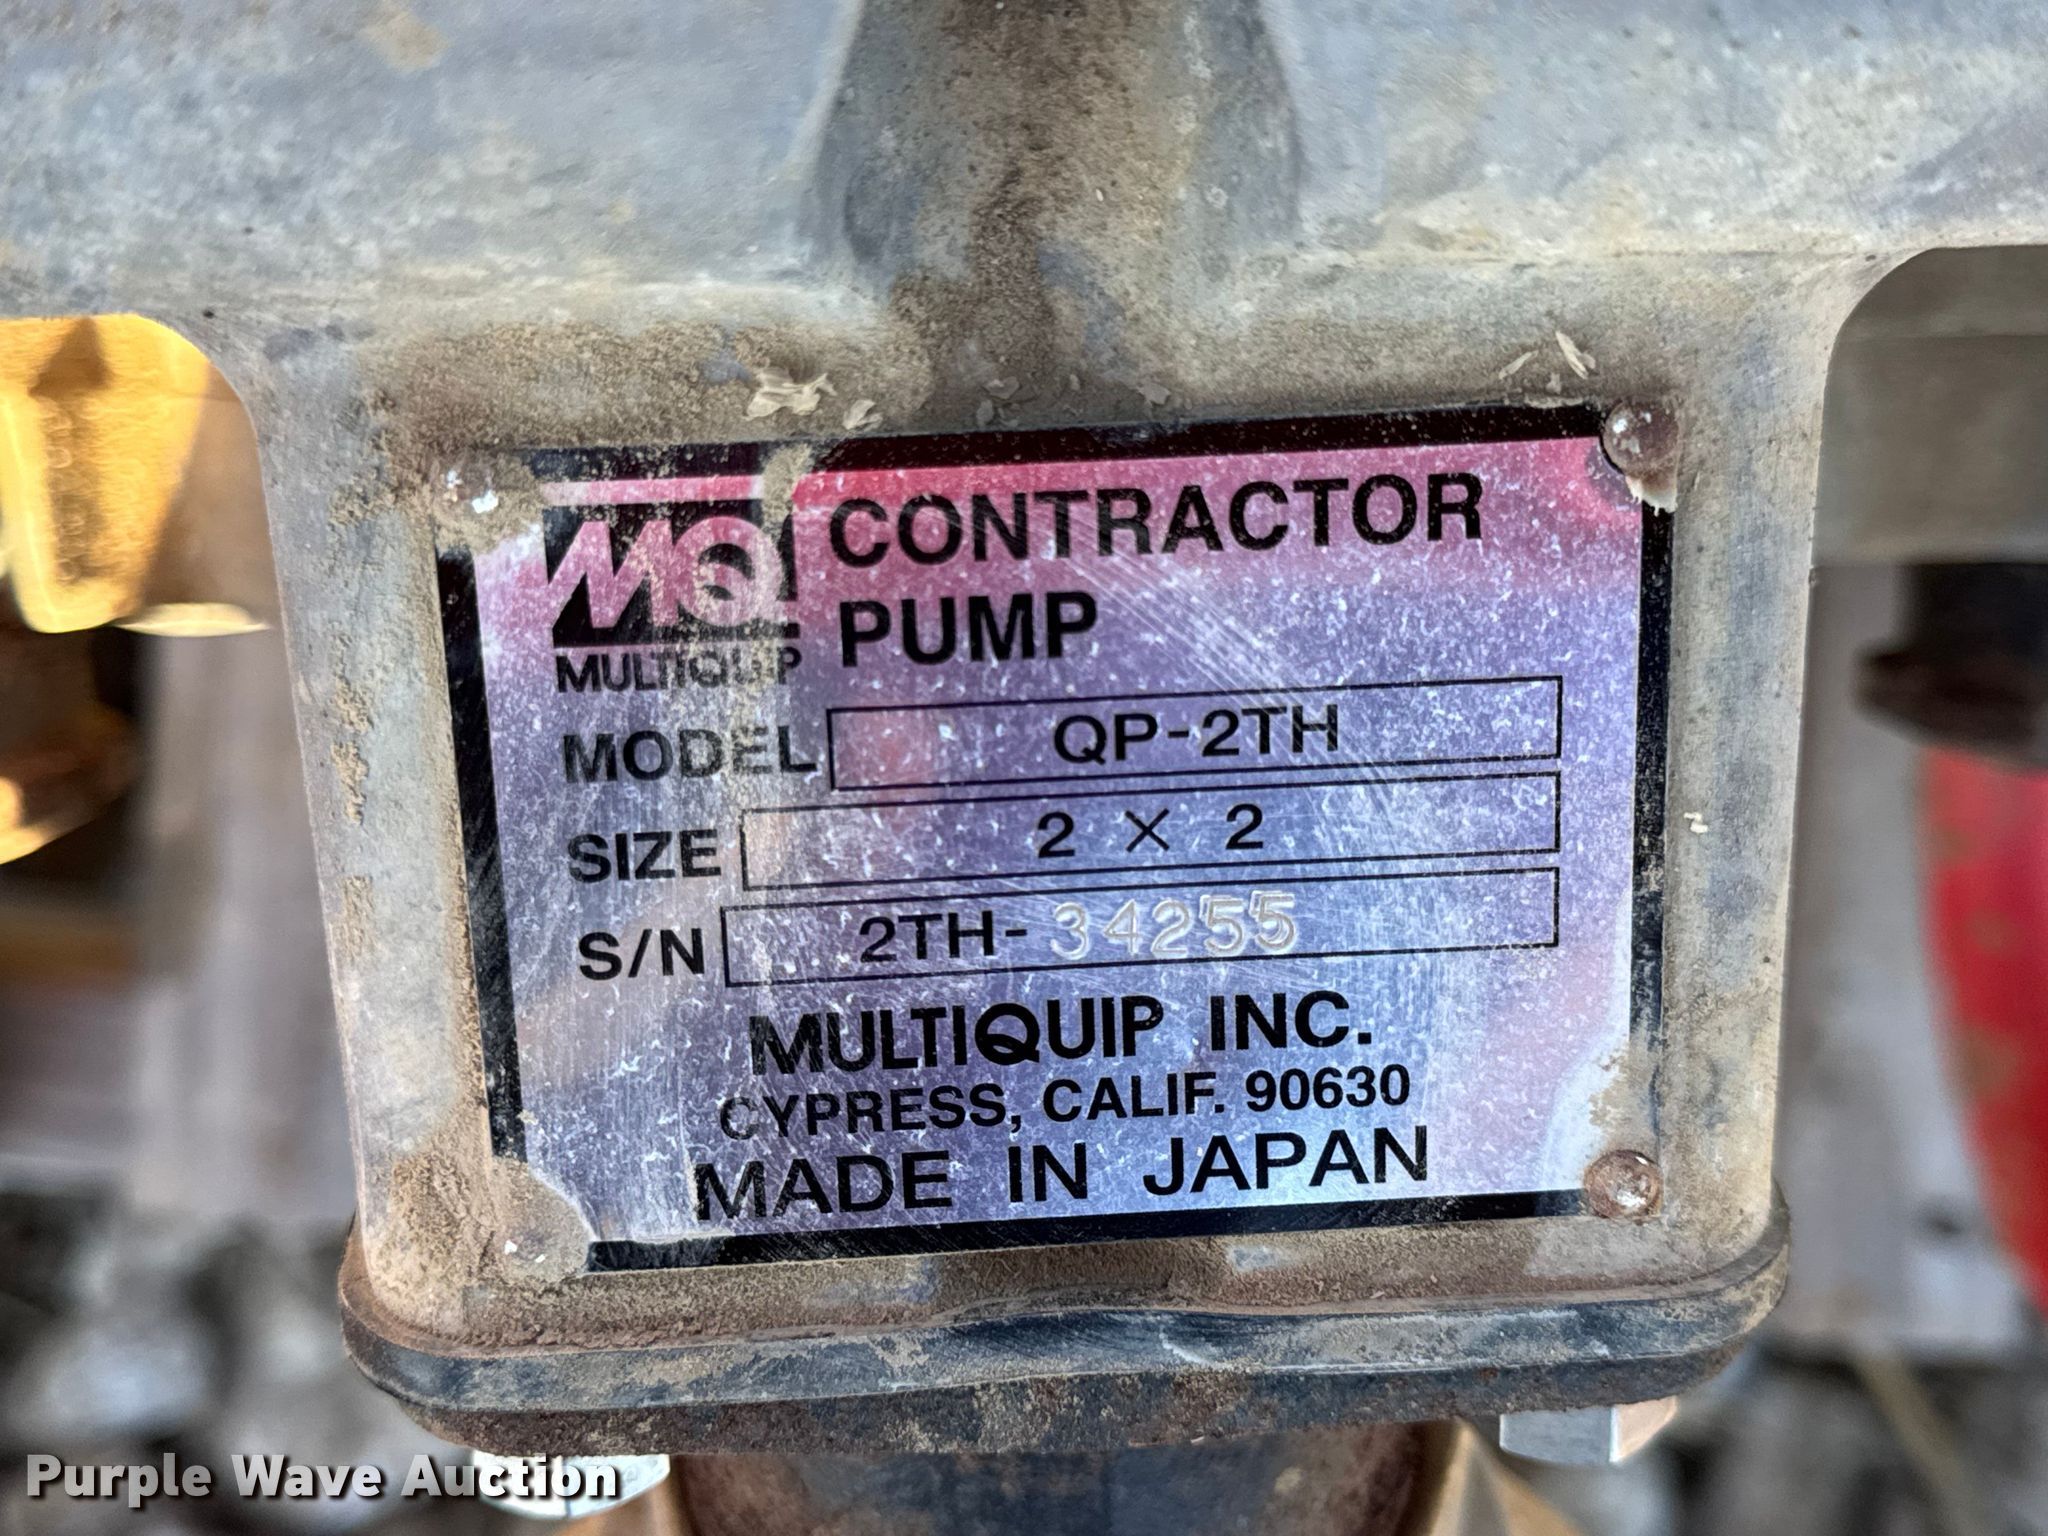 MQ CONTRACTOR
PUMP
MULTIQUIP
MODEL QP-2TH
SIZE 2 × 2
S/N 2TH-34255
MULTIQUIP INC.
CYPRESS, CALIF. 90630
MADE IN JAPAN
Purple Wave Auction